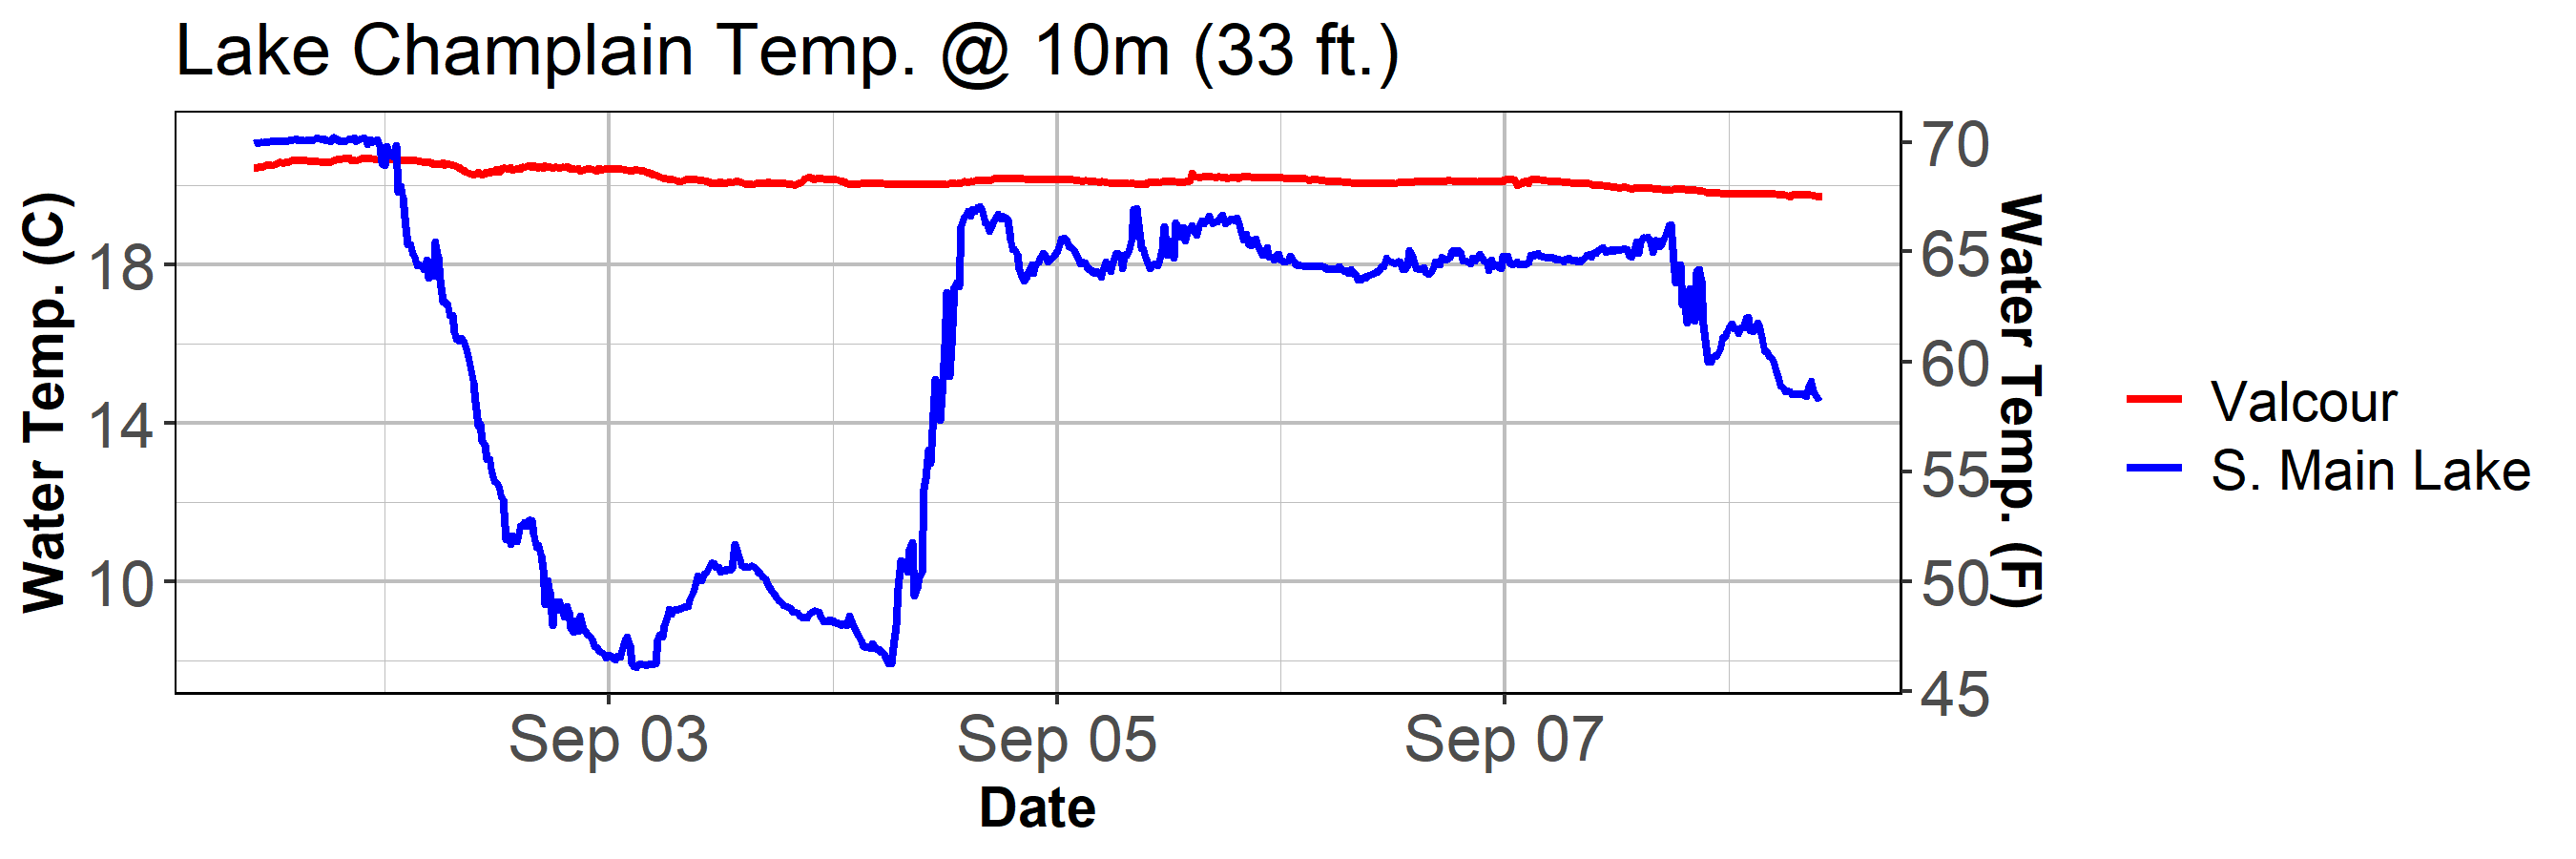 Lake Champlain Temp. @ 10m (33 ft.)
Water Temp. (C)
18
14
10
70
65
60
55
50
45
Water Temp. (F)
Sep 03
Sep 05
Sep 07
Date
Valcour
S. Main Lake